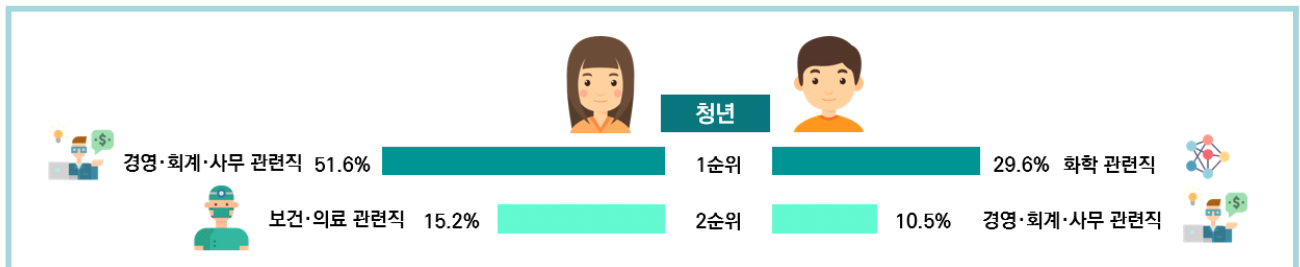 청년
경영·회계·사무 관련직 51.6% 1순위 29.6% 화학 관련직
보건·의료 관련직 15.2% 2순위 10.5% 경영·회계·사무 관련직